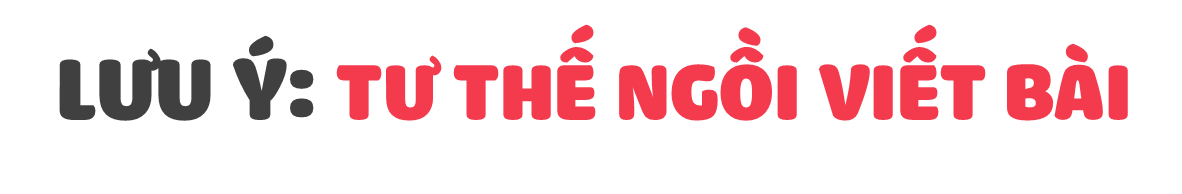 LƯU Ý: TƯ THẾ NGỒI VIẾT BÀI